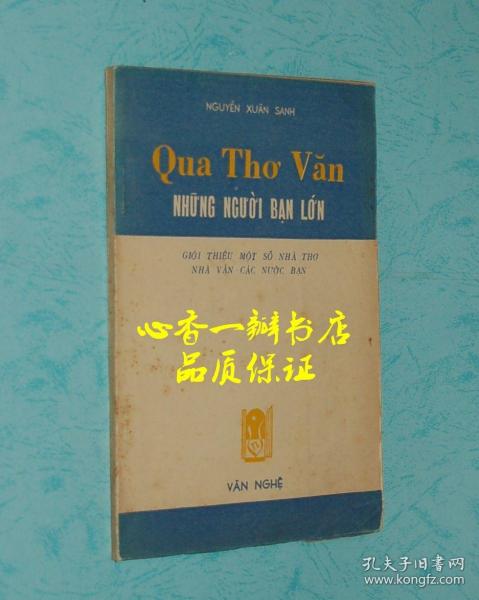 NGUYỄN XUÂN SANH
Qua Thơ Văn
NHỮNG NGƯỜI BẠN LỚN
GIỚI THIỆU MỘT SỐ NHÀ THƠ
NHÀ VĂN CÁC NƯỚC BẠN
心香一瓣书店
品质保证
VĂN NGHỆ
孔夫子旧书网
www.kongfz.com